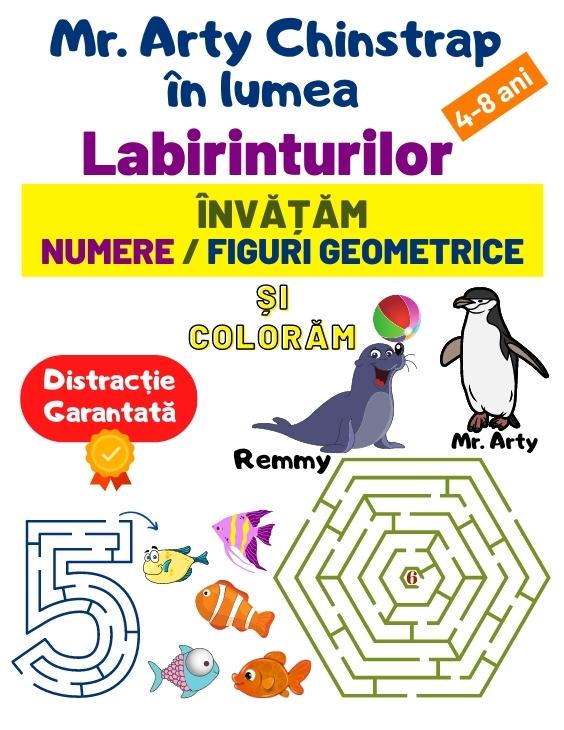 Mr. Arty Chinstrap
în lumea
4-8 ani
Labirinturilor
ÎNVĂȚĂM
NUMERE / FIGURI GEOMETRICE
ȘI
COLORĂM
Distracție
Garantată
Mr. Arty
Remmy
5
6